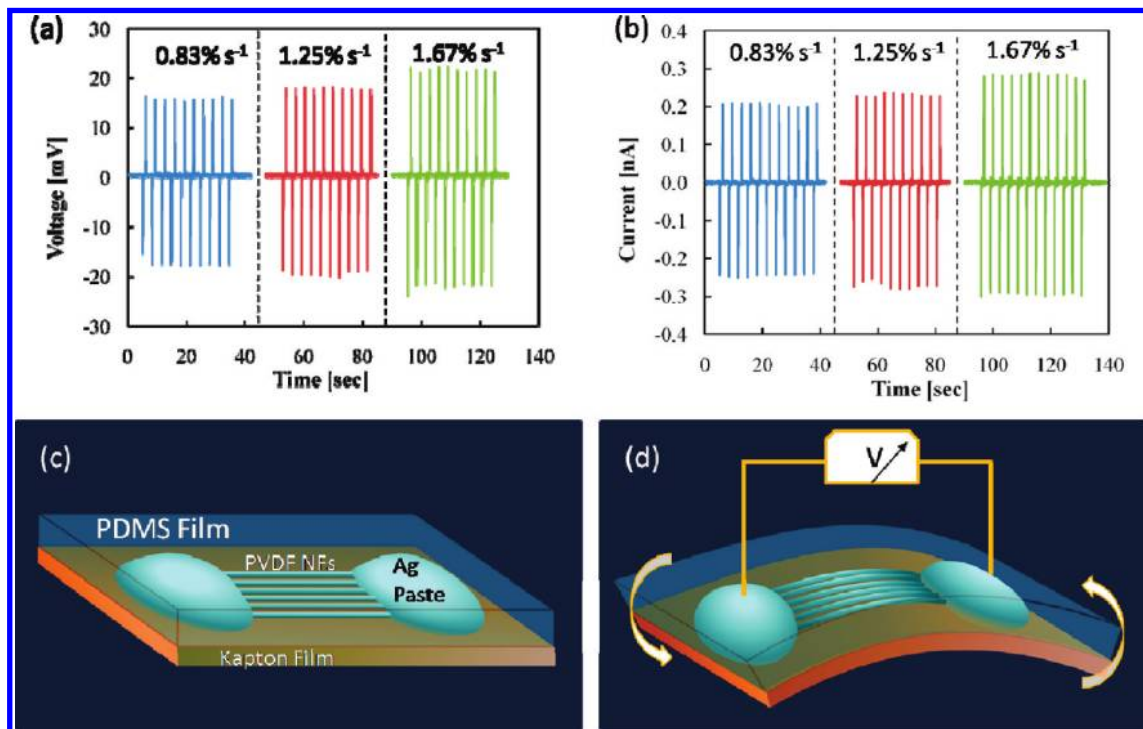 (a)
30
20
10
0
-10
-20
-30
Voltage [mV]
0.83% s⁻¹
1.25% s⁻¹
1.67% s⁻¹
0 20 40 60 80 100 120 140
Time [sec]
(b)
0.4
0.3
0.2
0.1
0.0
-0.1
-0.2
-0.3
-0.4
Current [nA]
0.83% s⁻¹
1.25% s⁻¹
1.67% s⁻¹
0 20 40 60 80 100 120 140
Time [sec]
(c)
PDMS Film
PVDF NFs
Ag
Paste
Kapton Film
(d)
V